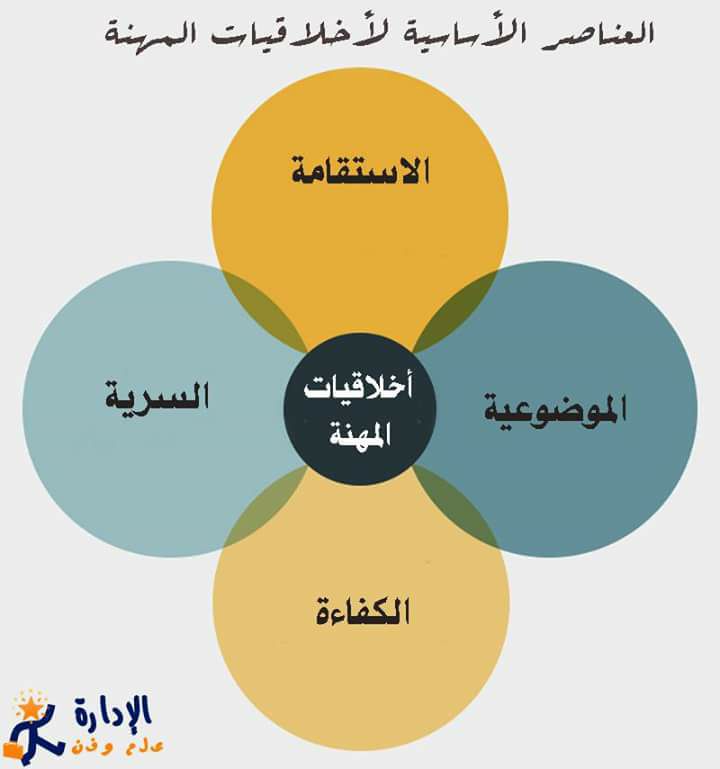 العناصر الأساسية لأخلاقيات المهنة
الاستقامة
الموضوعية
أخلاقيات
المهنة
السرية
الكفاءة
الإدارة
علم وفن